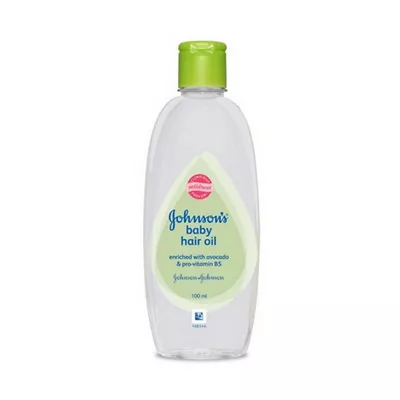 Johnson's
baby
hair oil
enriched with avocado
& pro-vitamin B5
Johnson & Johnson
100 ml